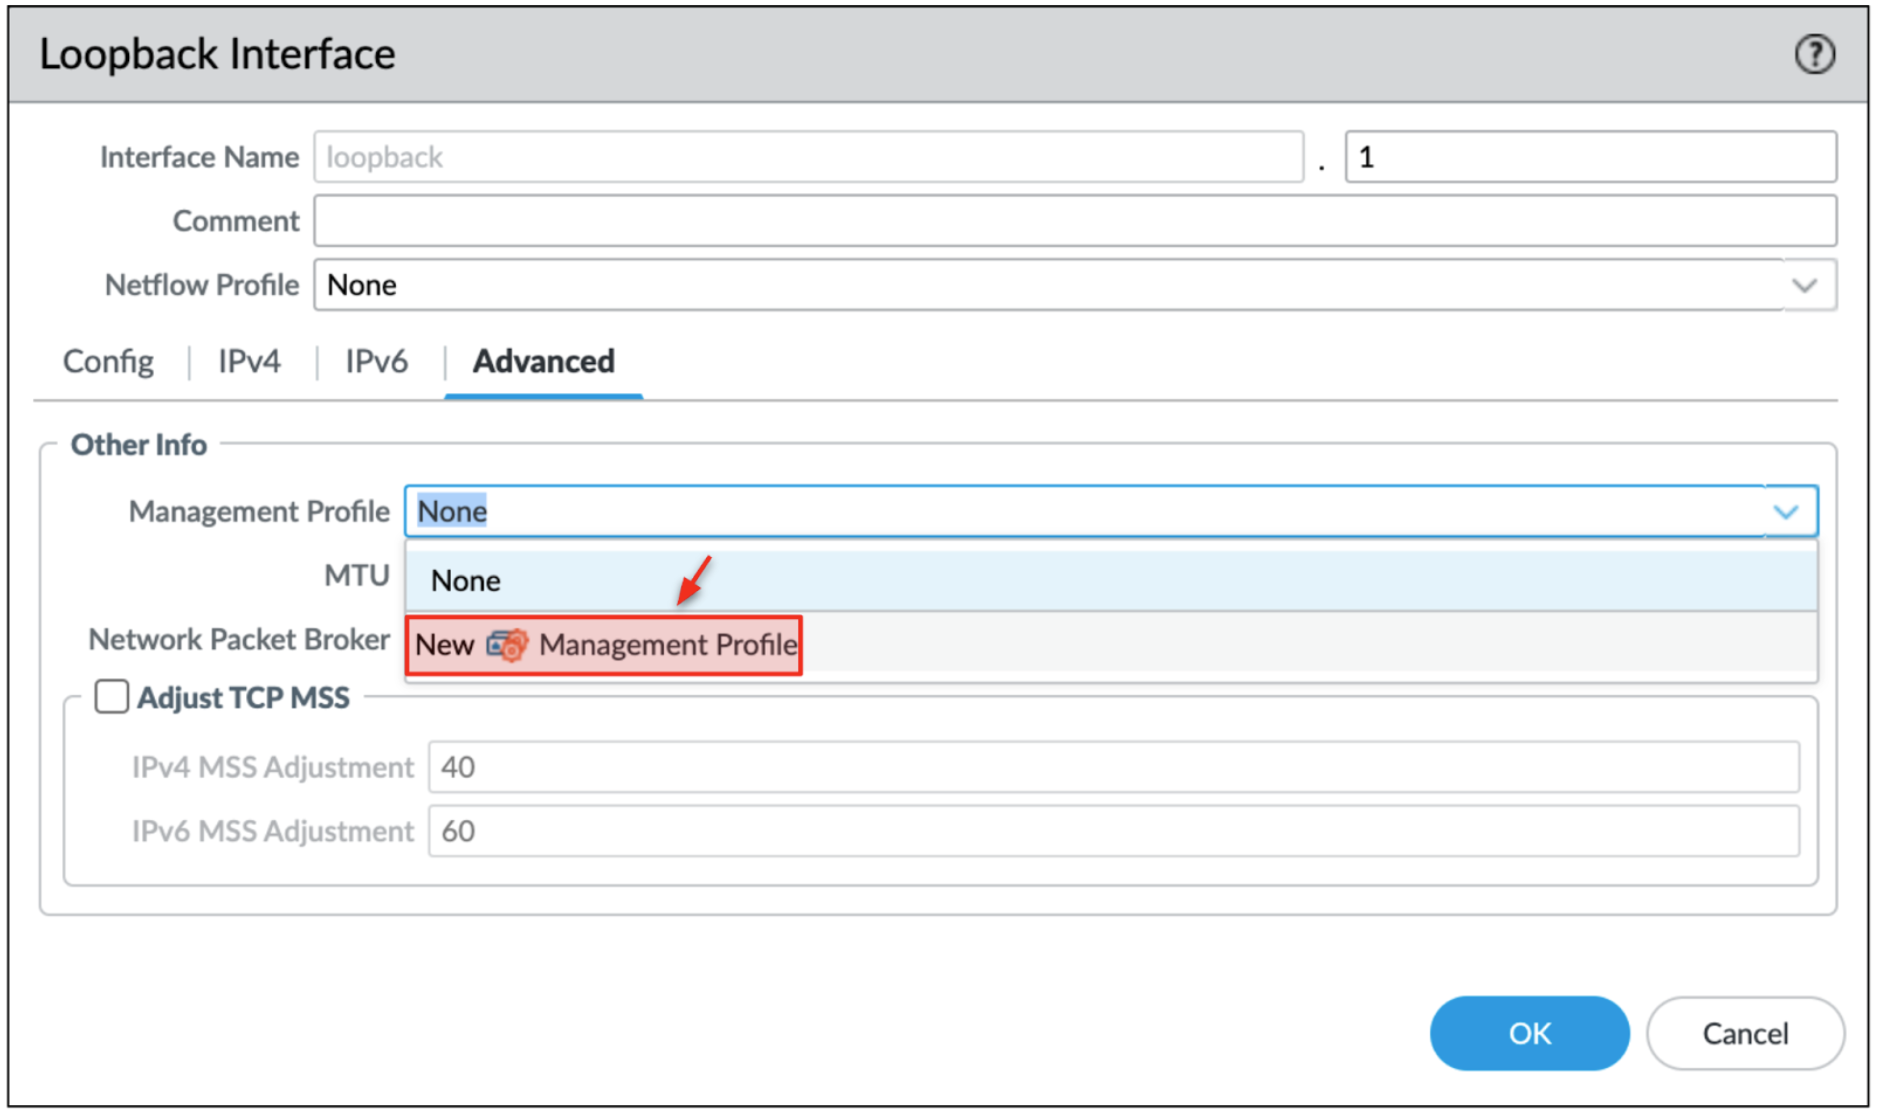 Loopback Interface
?
Interface Name loopback . 1
Comment
Netflow Profile None
Config | IPv4 | IPv6 | Advanced
Other Info
Management Profile None
MTU None
Network Packet Broker New Management Profile
Adjust TCP MSS
IPv4 MSS Adjustment 40
IPv6 MSS Adjustment 60
OK Cancel